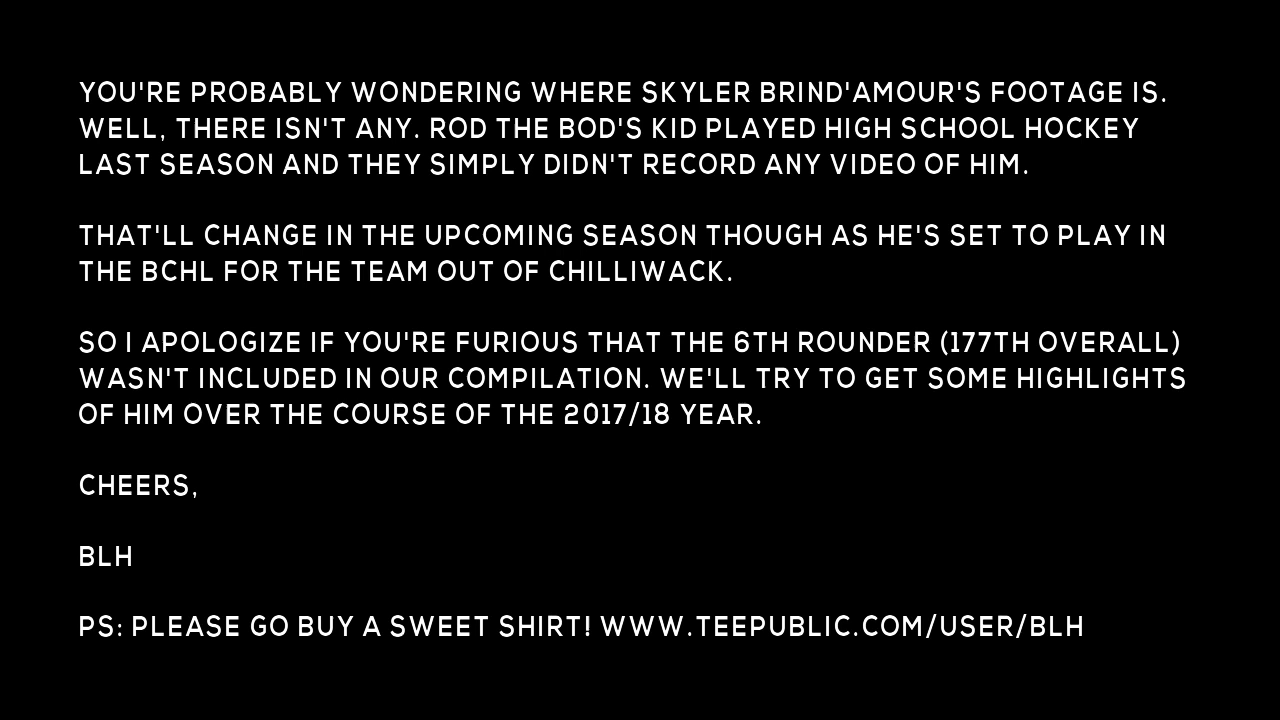 YOU'RE PROBABLY WONDERING WHERE SKYLER BRIND'AMOUR'S FOOTAGE IS.
WELL, THERE ISN'T ANY. ROD THE BOD'S KID PLAYED HIGH SCHOOL HOCKEY
LAST SEASON AND THEY SIMPLY DIDN'T RECORD ANY VIDEO OF HIM.
THAT'LL CHANGE IN THE UPCOMING SEASON THOUGH AS HE'S SET TO PLAY IN
THE BCHL FOR THE TEAM OUT OF CHILLIWACK.
SO I APOLOGIZE IF YOU'RE FURIOUS THAT THE 6TH ROUNDER (177TH OVERALL)
WASN'T INCLUDED IN OUR COMPILATION. WE'LL TRY TO GET SOME HIGHLIGHTS
OF HIM OVER THE COURSE OF THE 2017/18 YEAR.
CHEERS,
BLH
PS: PLEASE GO BUY A SWEET SHIRT! WWW.TEEPUBLIC.COM/USER/BLH